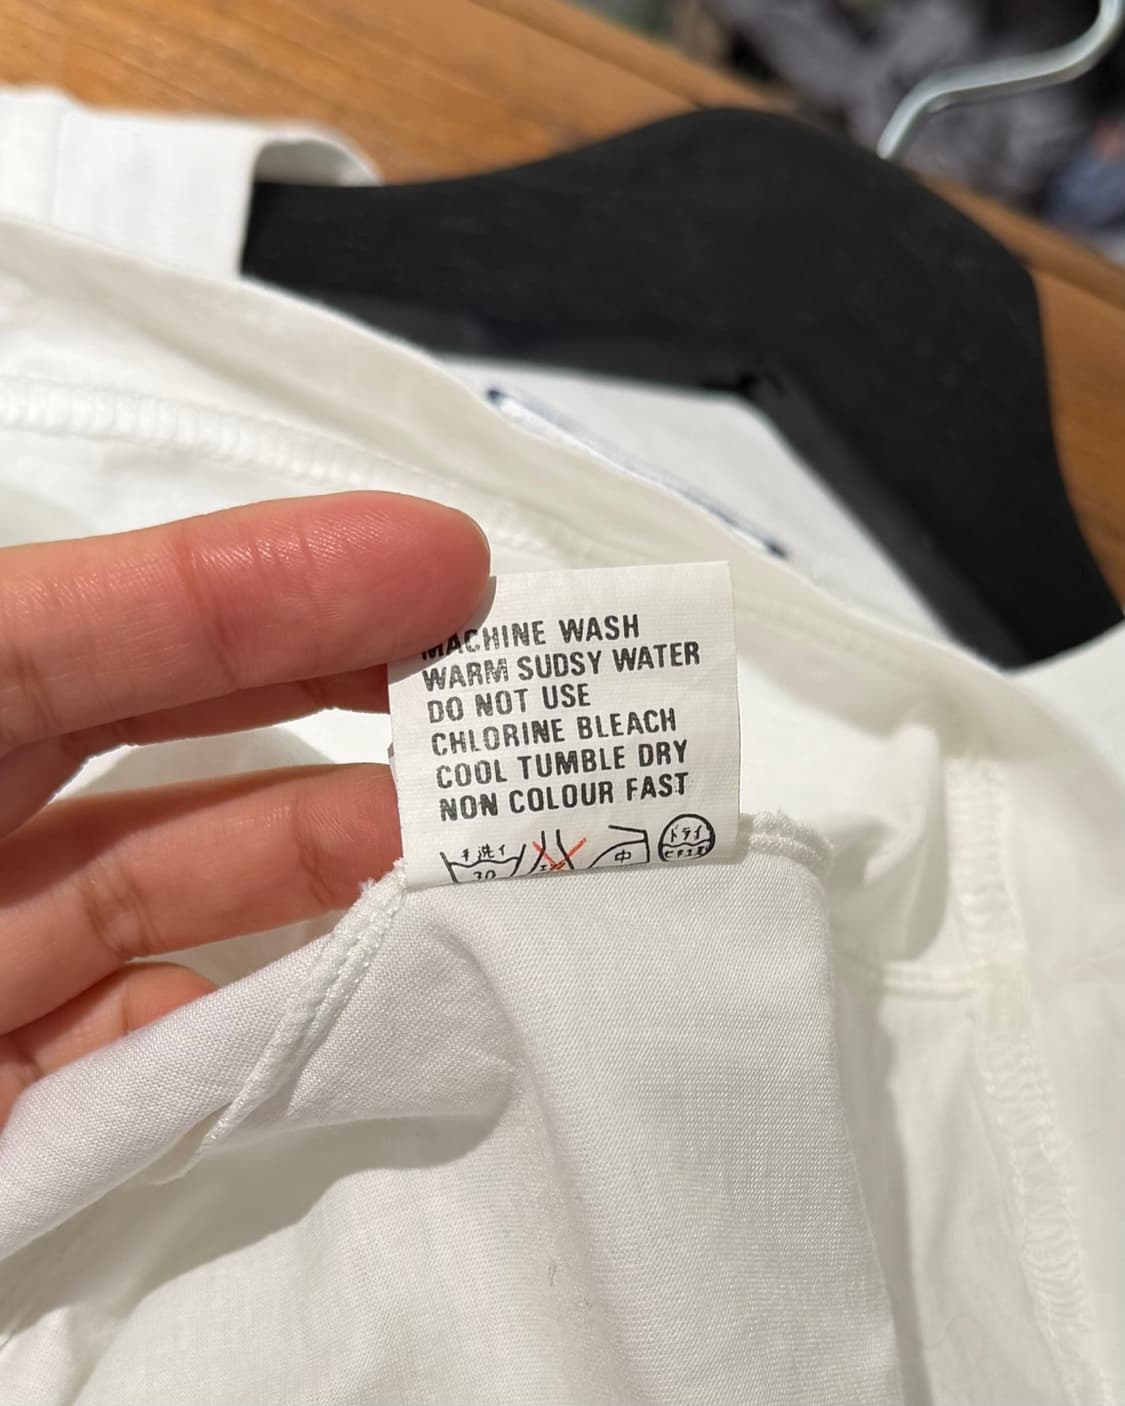 MACHINE WASH
WARM SUDSY WATER
DO NOT USE
CHLORINE BLEACH
COOL TUMBLE DRY
NON COLOUR FAST
手洗イ 中 ドライ
30